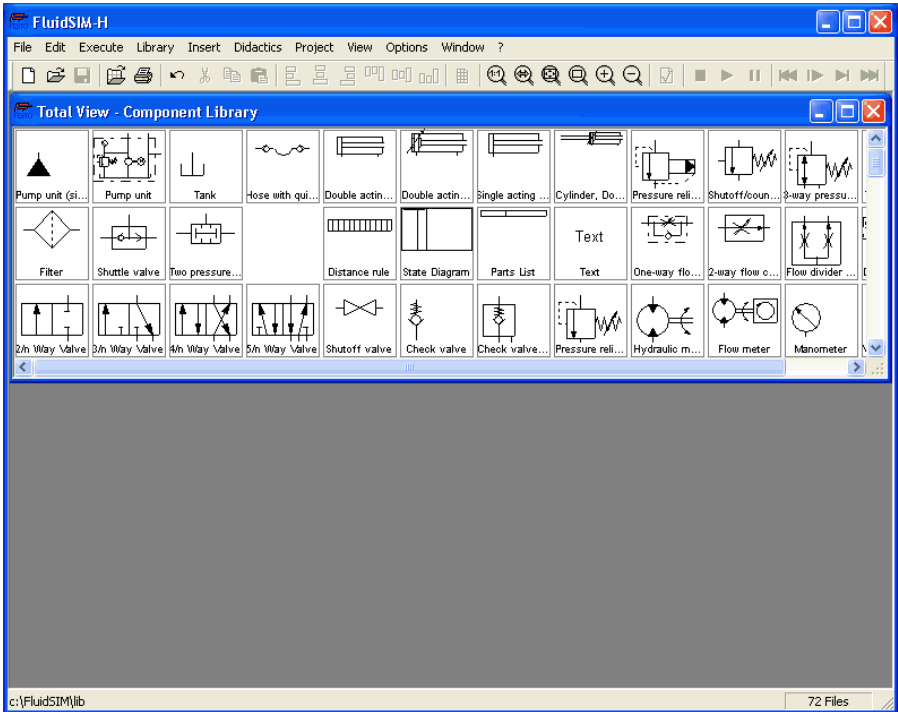 FluidSIM-H
File Edit Execute Library Insert Didactics Project View Options Window ?
Total View - Component Library
Pump unit (si... Pump unit Tank Hose with qui... Double actin... Double actin... Single acting ... Cylinder, Do... Pressure reli... Shutoff/coun... 3-way pressu...
Text
Filter Shuttle valve Two pressure... Distance rule State Diagram Parts List Text One-way flo... 2-way flow c... Flow divider ...
2/n Way Valve 3/n Way Valve 4/n Way Valve 5/n Way Valve Shutoff valve Check valve Check valve... Pressure reli... Hydraulic m... Flow meter Manometer
c:\FluidSIM\lib 72 Files